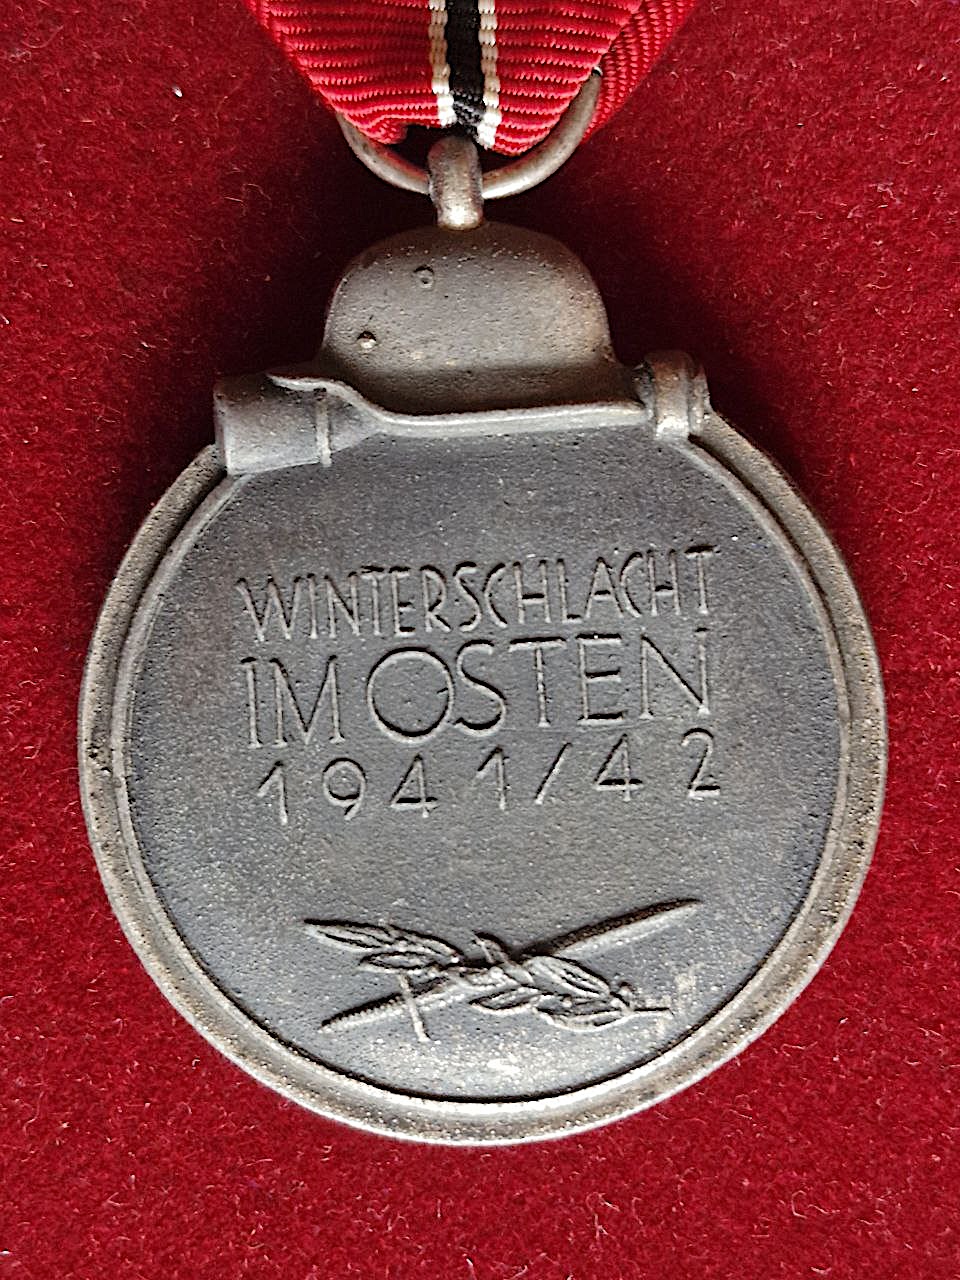 WINTERSCHLACHT
IM OSTEN
1941/42